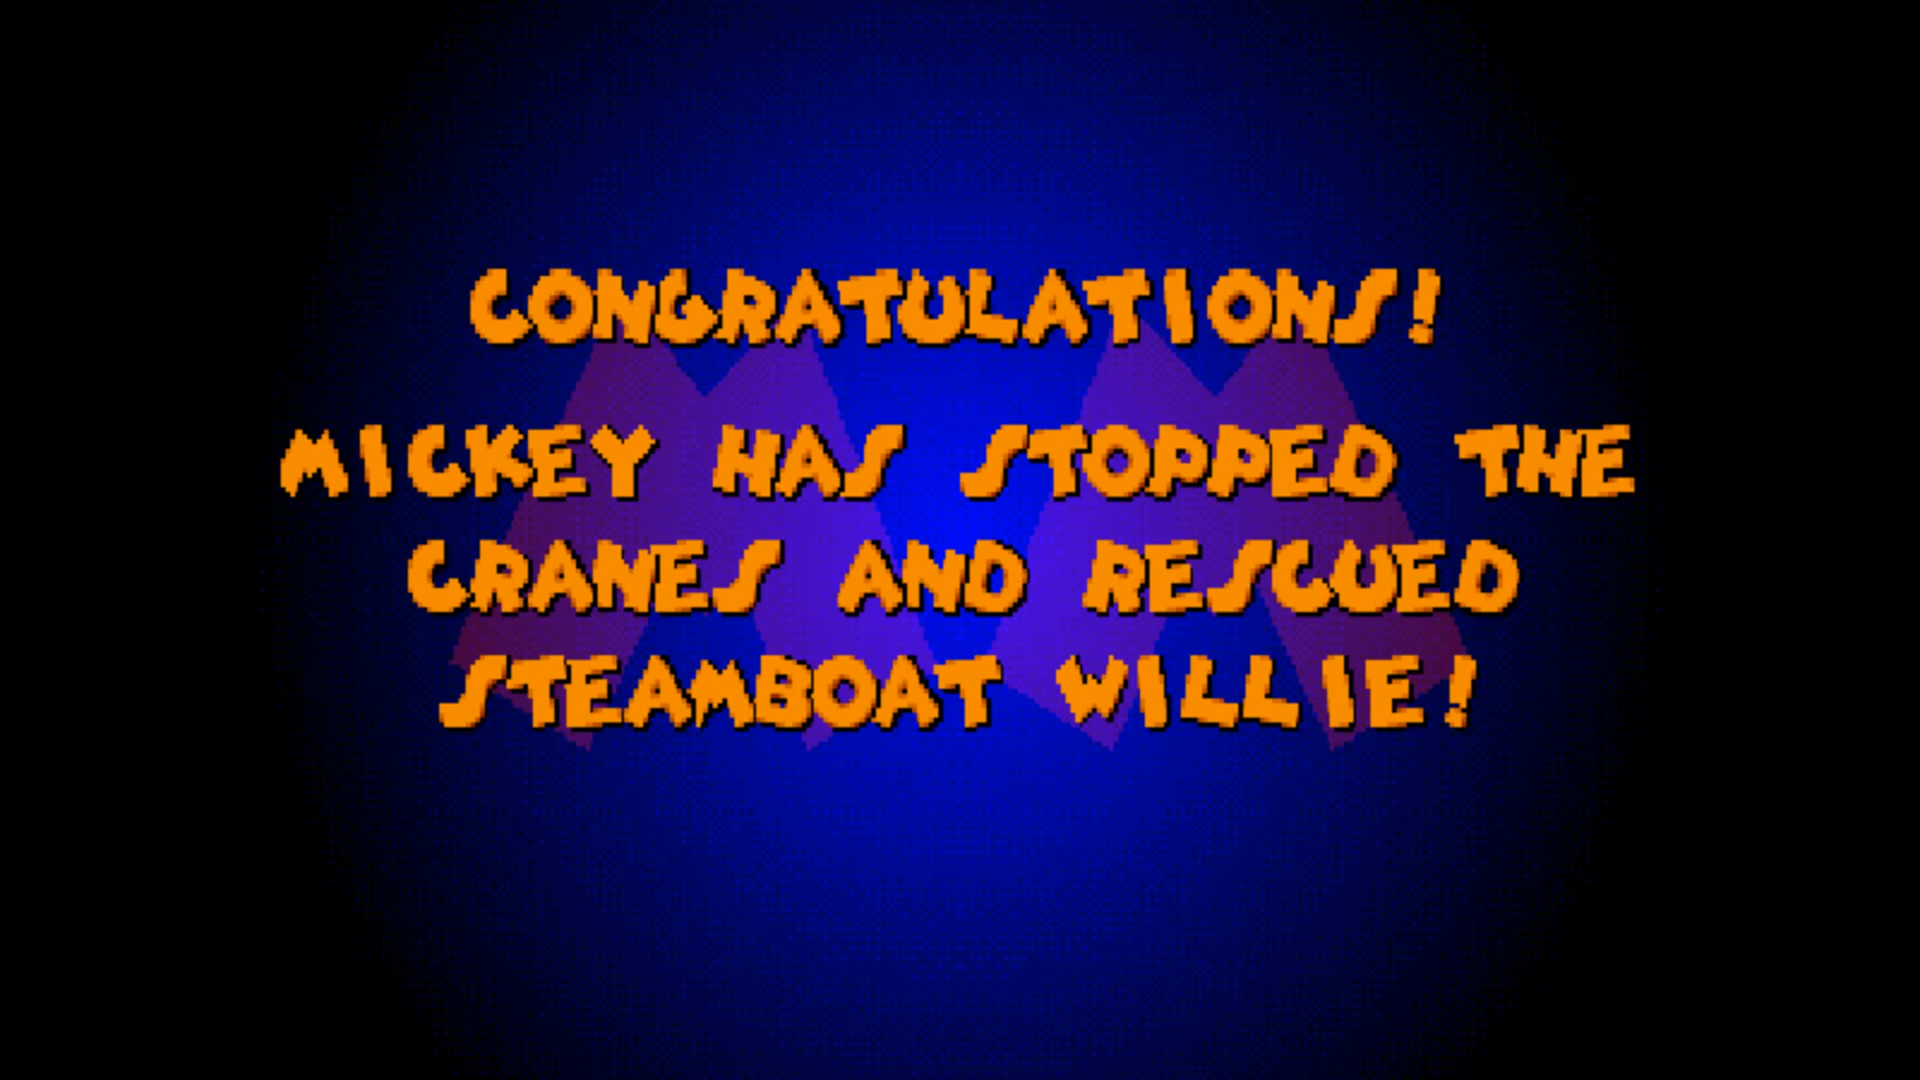 CONGRATULATIONS!
MICKEY HAS STOPPED THE
CRANES AND RESCUED
STEAMBOAT WILLIE!